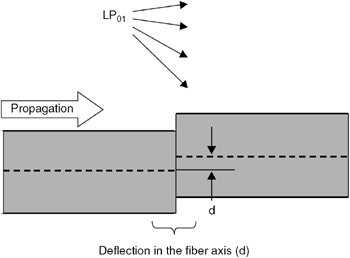 LP₀₁
Propagation
d
Deflection in the fiber axis (d)